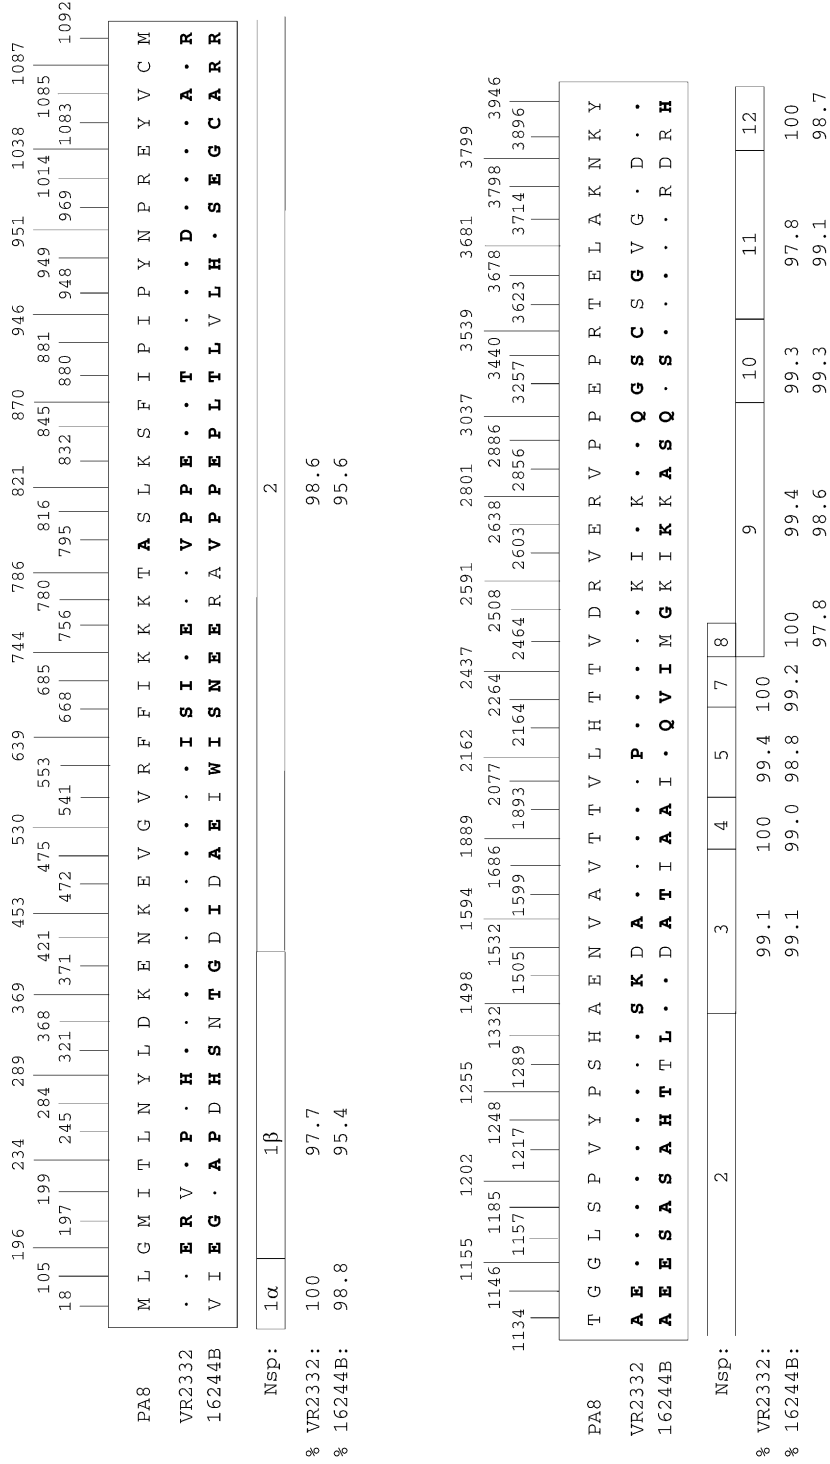 196 234 289 369 453 530 639 744 786 821 870 946 951 1038 1087
105 199 284 368 421 475 553 685 780 816 845 881 949 1014 1085 1092
18 197 245 321 371 472 541 668 756 795 832 880 948 969 1083
PA8 M L G M I T L N Y L D K E N K E V G V R F F I K K K T A S L K S F I P I P Y N P R E Y V C M
VR2332 · · E R V · P · H · · · · · · · · · · · I S I · E · · V P P E · · T · · · · D · · · · A · R
16244B V I E G · A P D H S N T G D I D A E I W I S N E E R A V P P E P L T L V L H · S E G C A R R
Nsp: 1α 1β 2
% VR2332: 100 97.7 98.6
% 16244B: 98.8 95.4 95.6
1155 1202 1255 1498 1594 1889 2162 2437 2591 2801 3037 3539 3681 3799
1146 1185 1248 1332 1532 1686 2077 2264 2508 2638 2886 3440 3678 3798 3946
1134 1157 1217 1289 1505 1599 1893 2164 2464 2603 2856 3257 3623 3714 3896
PA8 T G G L S P V Y P S H A E N V A V T T V L H T T V D R V E R V P P E P R T E L A K N K Y
VR2332 A E · · · · · · · · · S K D A · · · · · P · · · · · K I · K · · Q G S C S G V G · D · ·
16244B A E E S A S A H T T L · · D A T I A A I · Q V I M G K I K K A S Q · S · · · · · R D R H
Nsp: 2 3 4 5 7 8 9 10 11 12
% VR2332: 99.1 100 99.4 100
% 16244B: 99.1 99.0 98.8 99.2 100 99.4 99.3 97.8 100
97.8 98.6 99.3 99.1 98.7